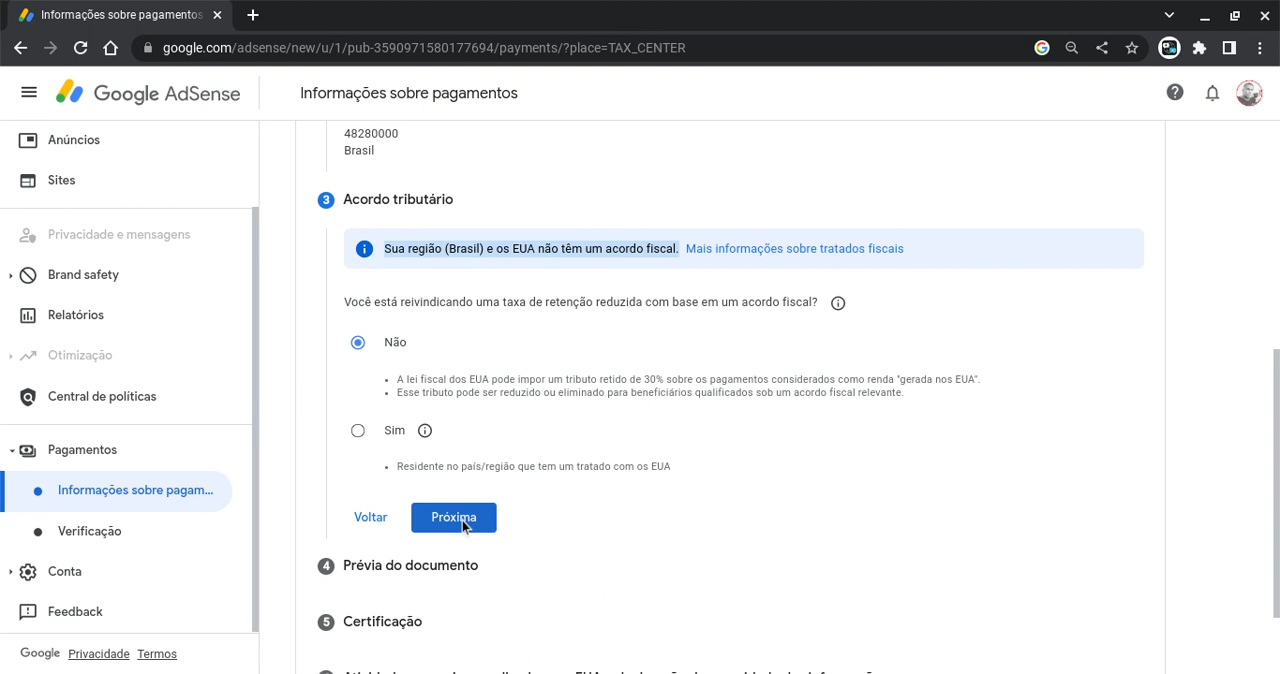 Informações sobre pagamentos
google.com/adsense/new/u/1/pub-3590971580177694/payments/?place=TAX_CENTER
Google AdSense
Informações sobre pagamentos
Anúncios
Sites
Privacidade e mensagens
Brand safety
Relatórios
Otimização
Central de políticas
Pagamentos
Informações sobre pagam...
Verificação
Conta
Feedback
Google Privacidade Termos
48280000
Brasil
3 Acordo tributário
Sua região (Brasil) e os EUA não têm um acordo fiscal. Mais informações sobre tratados fiscais
Você está reivindicando uma taxa de retenção reduzida com base em um acordo fiscal?
Não
• A lei fiscal dos EUA pode impor um tributo retido de 30% sobre os pagamentos considerados como renda "gerada nos EUA".
• Esse tributo pode ser reduzido ou eliminado para beneficiários qualificados sob um acordo fiscal relevante.
Sim
• Residente no país/região que tem um tratado com os EUA
Voltar Próxima
4 Prévia do documento
5 Certificação